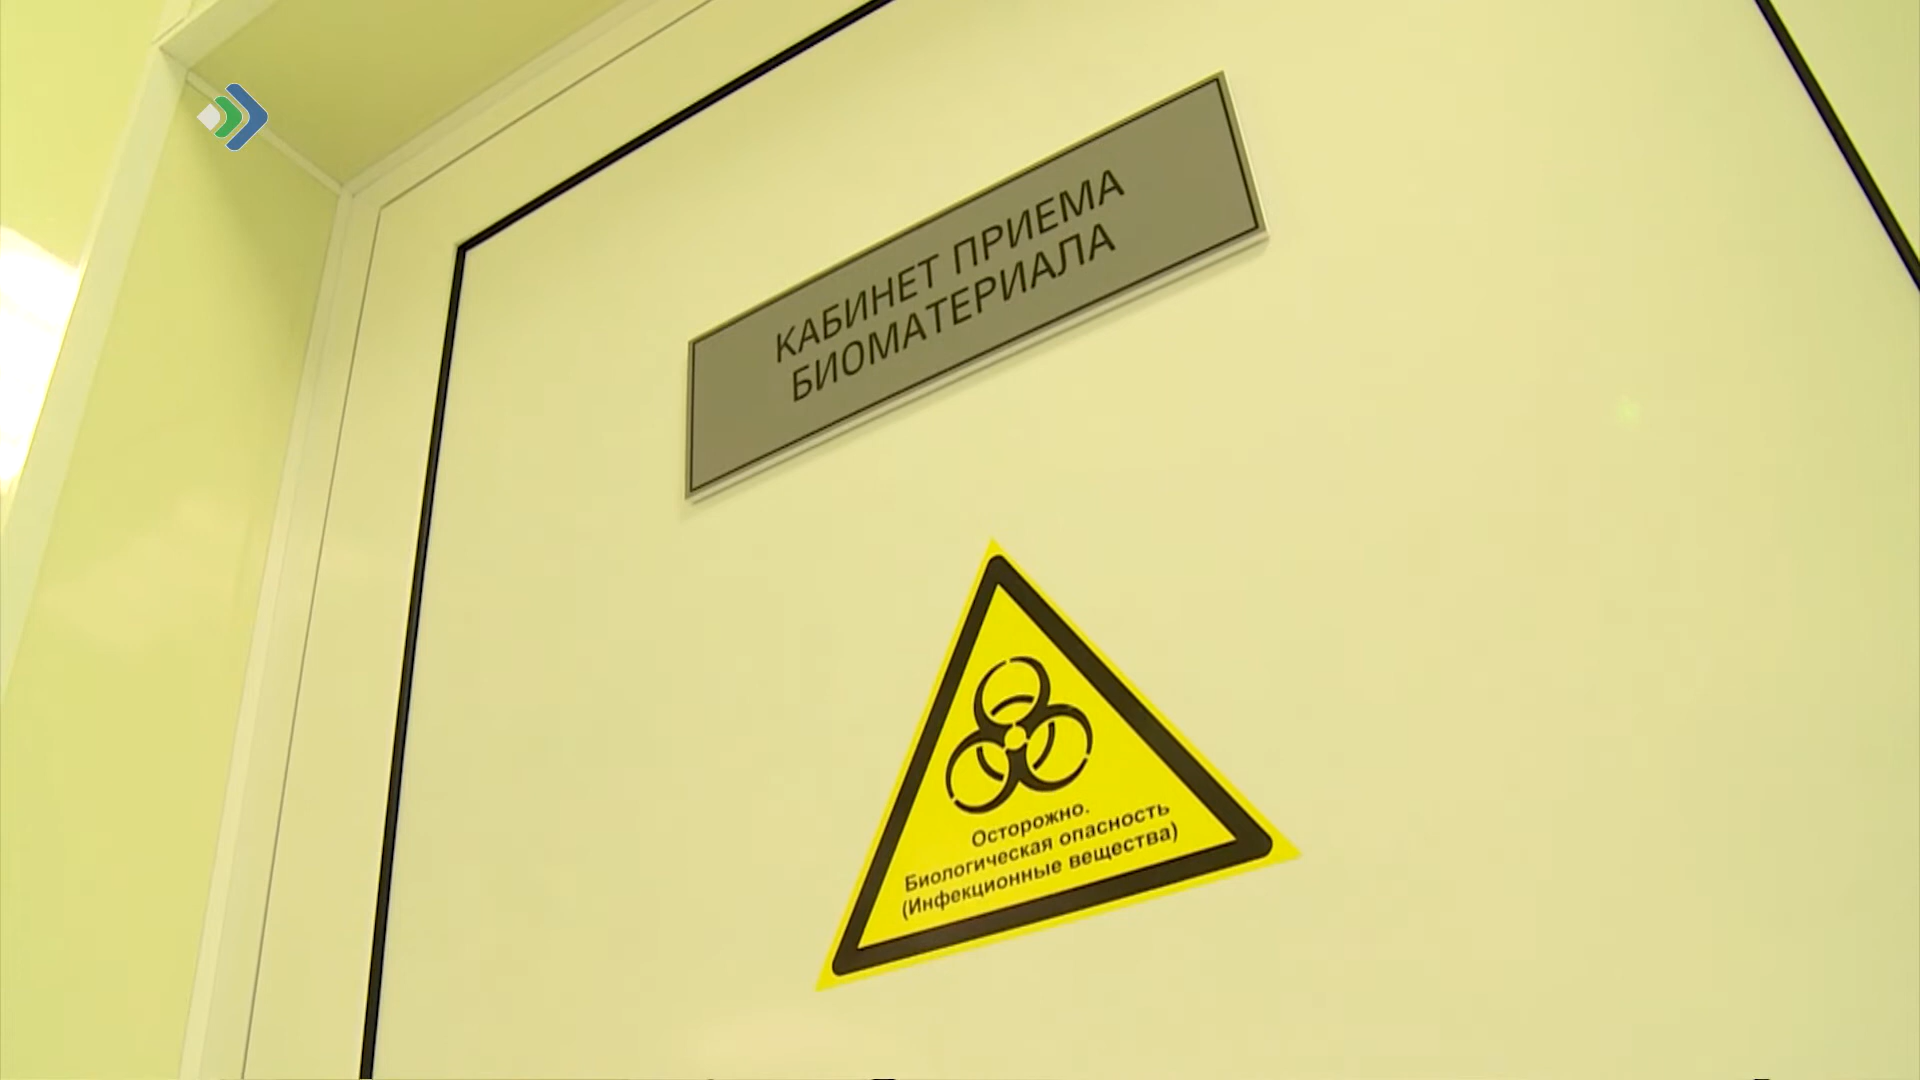 КАБИНЕТ ПРИЕМА
БИОМАТЕРИАЛА
Осторожно.
Биологическая опасность
(Инфекционные вещества)